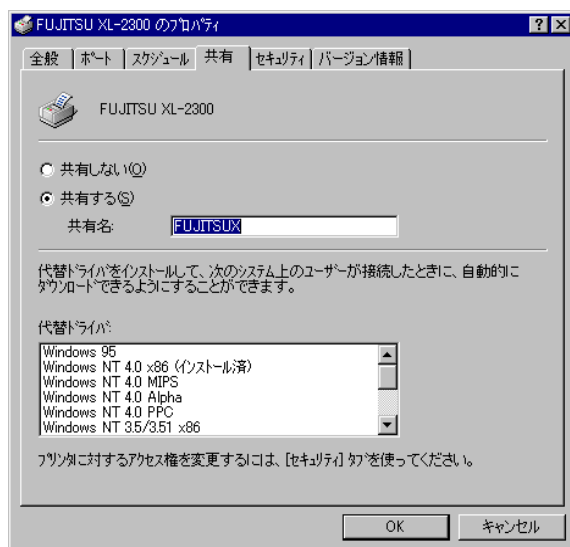 FUJITSU XL-2300 のプロパティ
全般 ポート スケジュール 共有 セキュリティ バージョン情報
FUJITSU XL-2300
共有しない(O)
共有する(S)
共有名: FUJITSUX
代替ドライバをインストールして、次のシステム上のユーザーが接続したときに、自動的に
ダウンロードできるようにすることができます。
代替ドライバ:
Windows 95
Windows NT 4.0 x86 (インストール済)
Windows NT 4.0 MIPS
Windows NT 4.0 Alpha
Windows NT 4.0 PPC
Windows NT 3.5/3.51 x86
プリンタに対するアクセス権を変更するには、[セキュリティ] タブを使ってください。
OK キャンセル